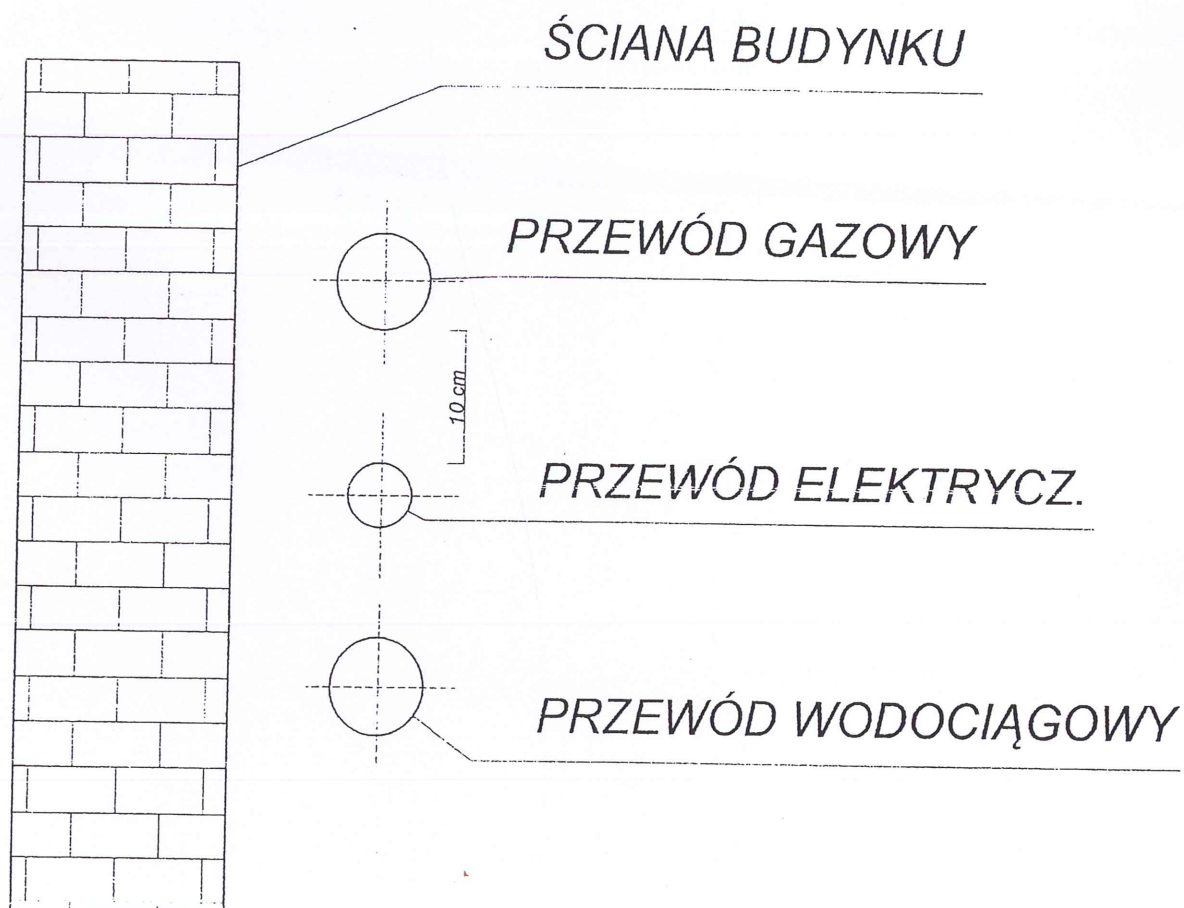 ŚCIANA BUDYNKU
PRZEWÓD GAZOWY
10 cm
PRZEWÓD ELEKTRYCZ.
PRZEWÓD WODOCIĄGOWY